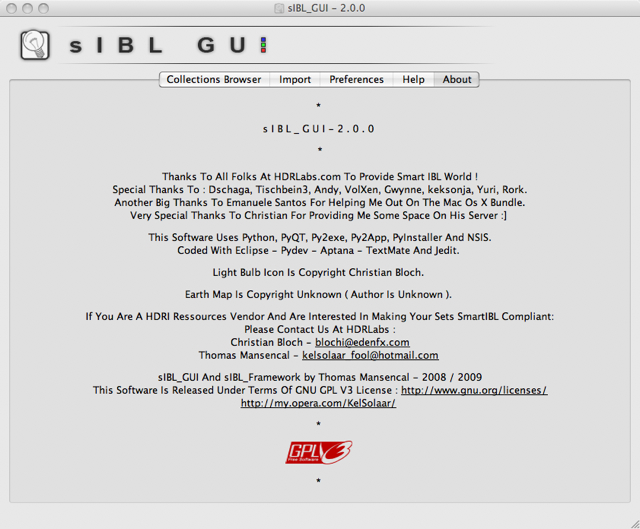 sIBL_GUI - 2.0.0
sIBL GUI
Collections Browser Import Preferences Help About
*
sIBL_GUI-2.0.0
*
Thanks To All Folks At HDRLabs.com To Provide Smart IBL World !
Special Thanks To : Dschaga, Tischbein3, Andy, VolXen, Gwynne, keksonja, Yuri, Rork.
Another Big Thanks To Emanuele Santos For Helping Me Out On The Mac Os X Bundle.
Very Special Thanks To Christian For Providing Me Some Space On His Server :]
This Software Uses Python, PyQT, Py2exe, Py2App, PyInstaller And NSIS.
Coded With Eclipse - Pydev - Aptana - TextMate And Jedit.
Light Bulb Icon Is Copyright Christian Bloch.
Earth Map Is Copyright Unknown ( Author Is Unknown ).
If You Are A HDRI Ressources Vendor And Are Interested In Making Your Sets SmartIBL Compliant:
Please Contact Us At HDRLabs :
Christian Bloch - blochi@edenfx.com
Thomas Mansencal - kelsolaar_fool@hotmail.com
sIBL_GUI And sIBL_Framework by Thomas Mansencal - 2008 / 2009
This Software Is Released Under Terms Of GNU GPL V3 License : http://www.gnu.org/licenses/
http://my.opera.com/KelSolaar/
*
GPLv3
Free Software
*